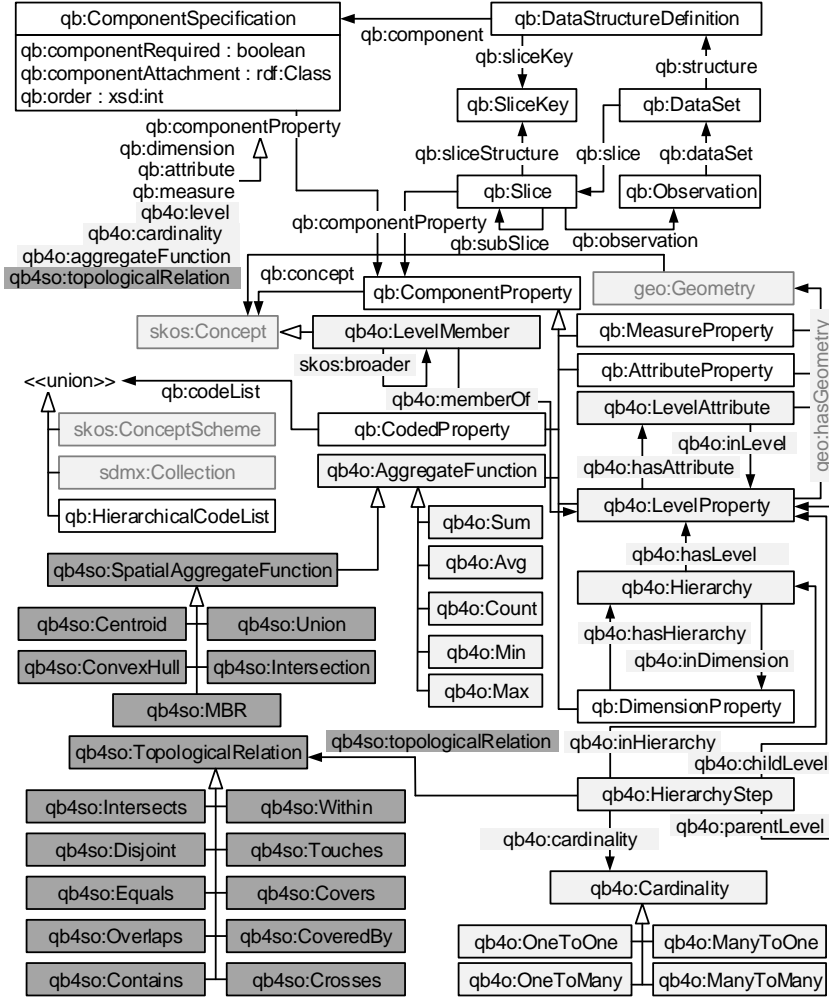 qb:ComponentSpecification
qb:componentRequired : boolean
qb:componentAttachment : rdf:Class
qb:order : xsd:int
qb:component
qb:DataStructureDefinition
qb:sliceKey
qb:structure
qb:SliceKey
qb:DataSet
qb:sliceStructure
qb:slice
qb:dataSet
qb:Slice
qb:Observation
qb:subSlice
qb:observation
qb:componentProperty
qb:dimension
qb:attribute
qb:measure
qb4o:level
qb4o:cardinality
qb4o:aggregateFunction
qb4so:topologicalRelation
qb:componentProperty
qb:concept
qb:ComponentProperty
geo:Geometry
skos:Concept
qb4o:LevelMember
qb:MeasureProperty
skos:broader
qb:AttributeProperty
<<union>>
qb:codeList
qb4o:memberOf
qb4o:LevelAttribute
geo:hasGeometry
skos:ConceptScheme
qb:CodedProperty
qb4o:inLevel
sdmx:Collection
qb4o:AggregateFunction
qb4o:hasAttribute
qb:HierarchicalCodeList
qb4o:LevelProperty
qb4o:Sum
qb4o:hasLevel
qb4so:SpatialAggregateFunction
qb4o:Avg
qb4o:Hierarchy
qb4so:Centroid
qb4so:Union
qb4o:Count
qb4o:hasHierarchy
qb4so:ConvexHull
qb4so:Intersection
qb4o:Min
qb4o:inDimension
qb4so:MBR
qb4o:Max
qb:DimensionProperty
qb4so:TopologicalRelation
qb4so:topologicalRelation
qb4o:inHierarchy
qb4o:childLevel
qb4o:HierarchyStep
qb4o:parentLevel
qb4so:Intersects
qb4so:Within
qb4o:cardinality
qb4so:Disjoint
qb4so:Touches
qb4so:Equals
qb4so:Covers
qb4o:Cardinality
qb4so:Overlaps
qb4so:CoveredBy
qb4o:OneToOne
qb4o:ManyToOne
qb4so:Contains
qb4so:Crosses
qb4o:OneToMany
qb4o:ManyToMany